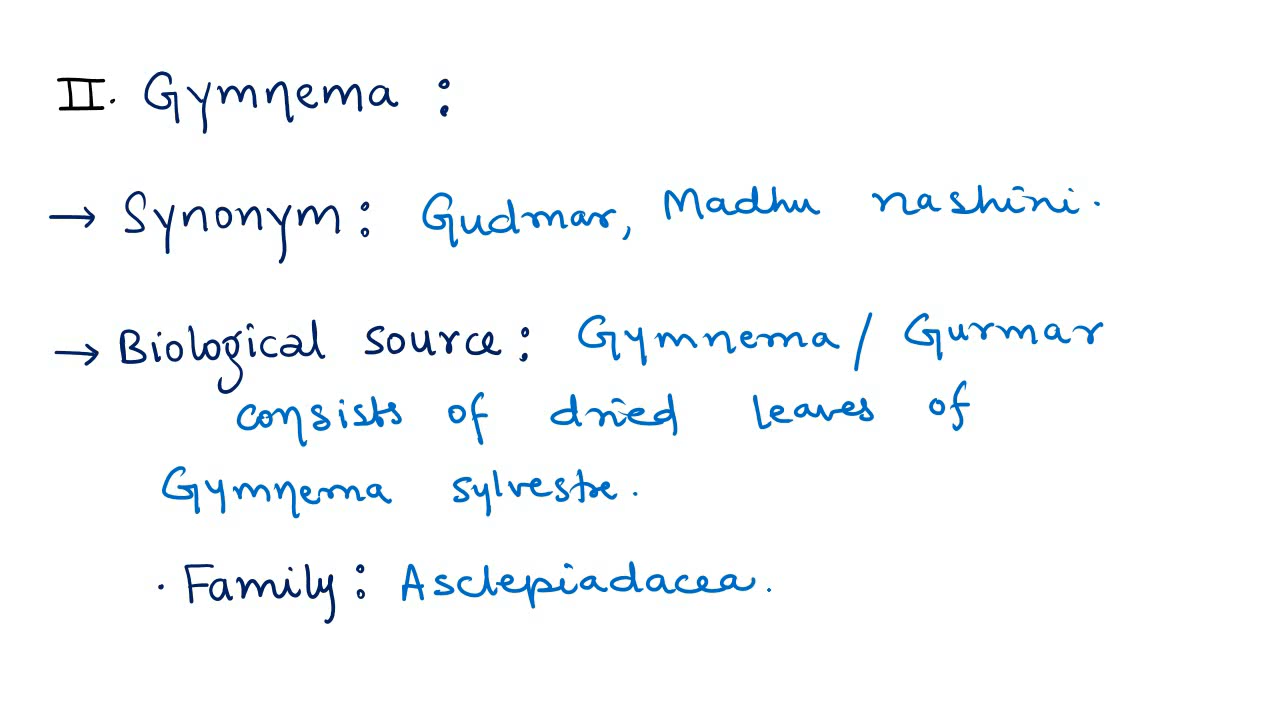 II. Gymnema :
→ Synonym : Gudmar, Madhu nashini.
→ Biological source : Gymnema / Gurmar
consists of dried leaves of
Gymnema sylvestre.
· Family : Asclepiadacea.